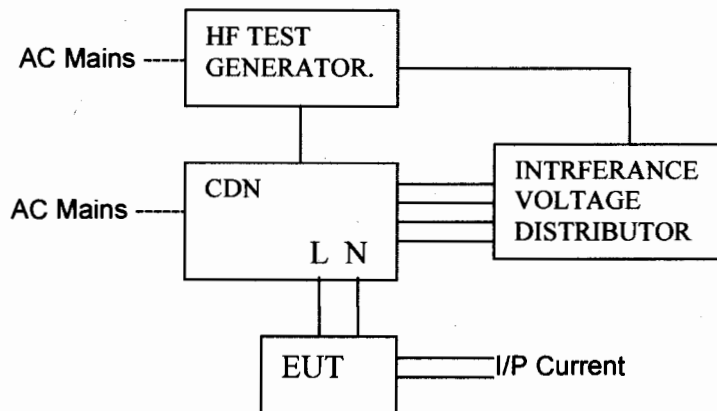 HF TEST
GENERATOR.
AC Mains
INTRFERANCE
VOLTAGE
DISTRIBUTOR
CDN
AC Mains
L N
EUT
I/P Current